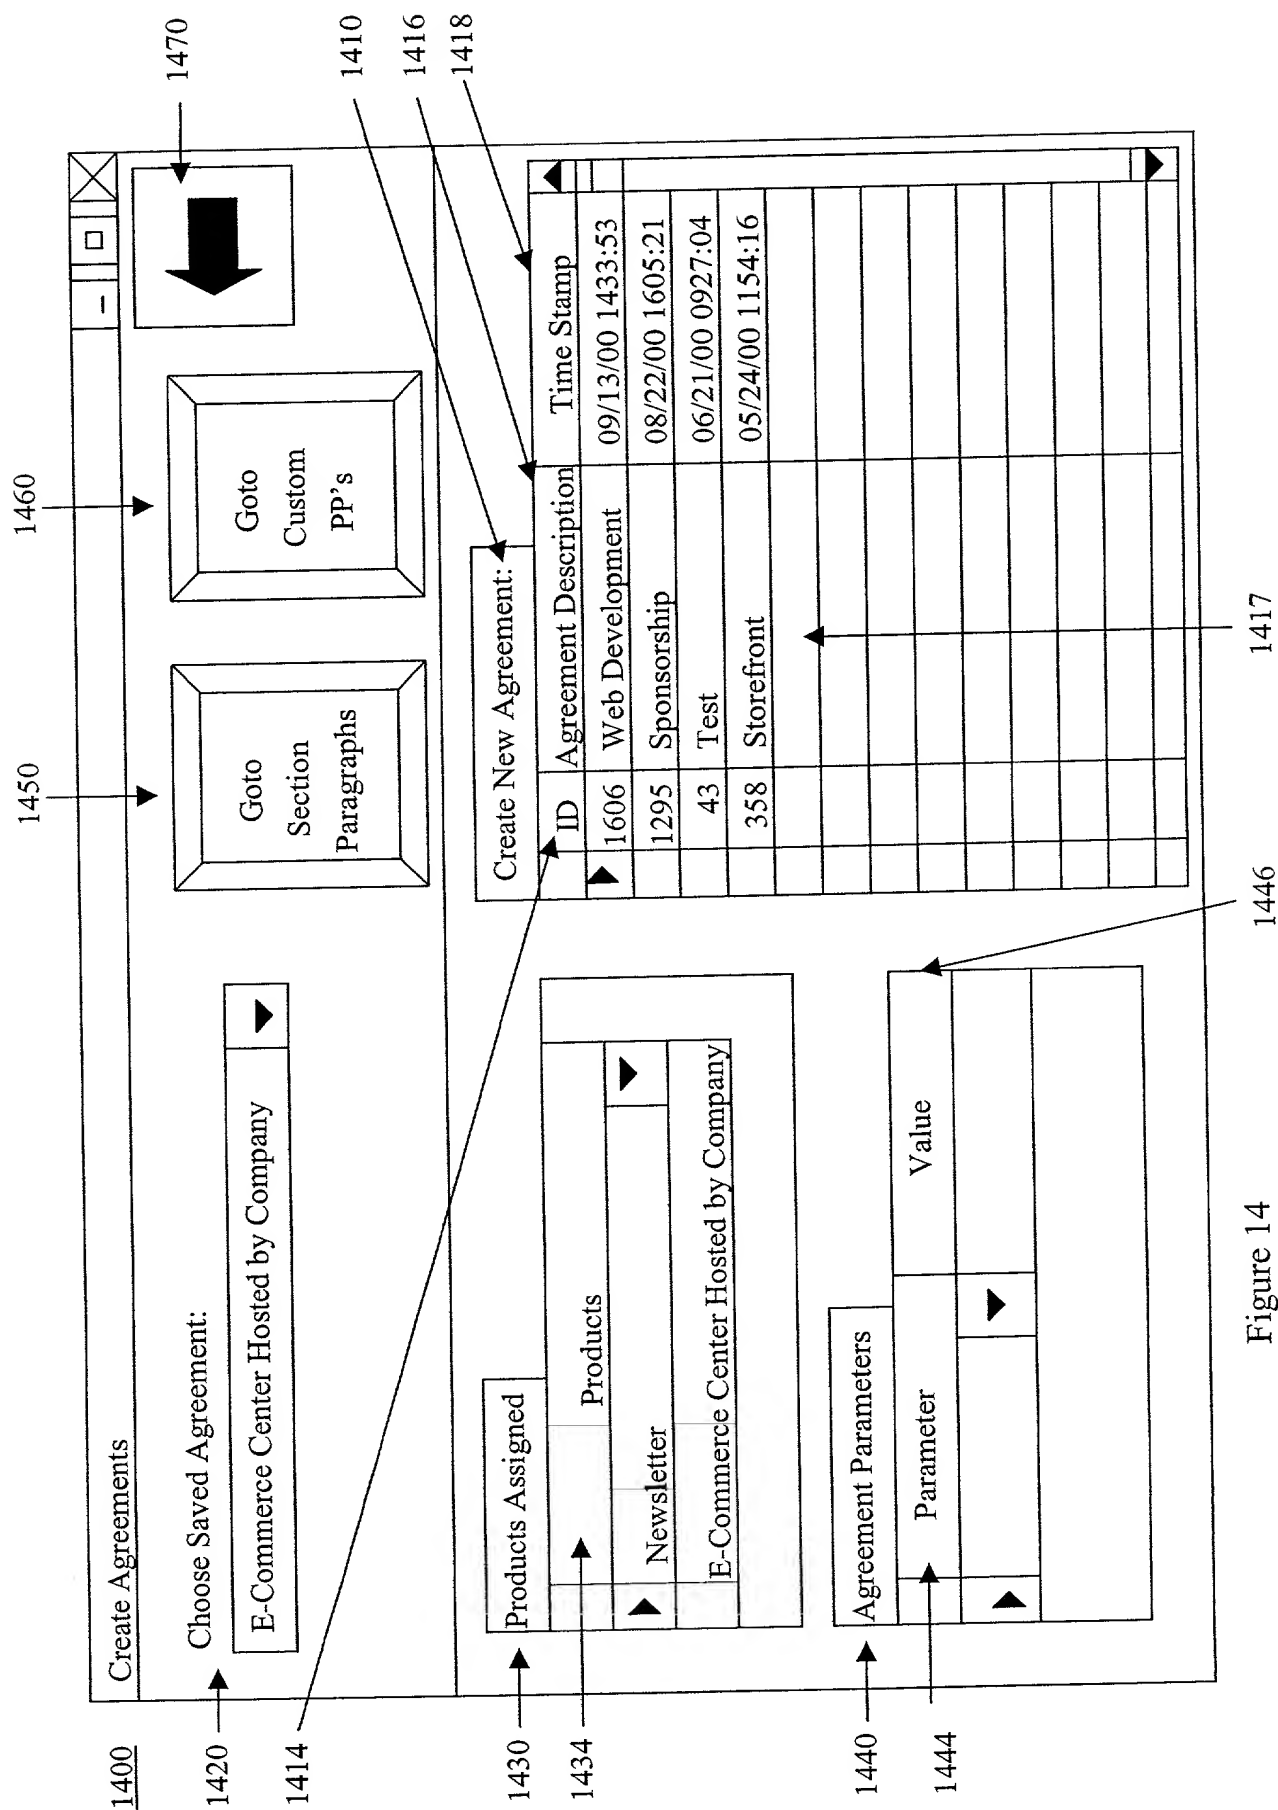 1400
Create Agreements
1420
Choose Saved Agreement:
E-Commerce Center Hosted by Company
1450
Goto
Section
Paragraphs
1460
Goto
Custom
PP's
1470
1414
1430
Products Assigned
1434
Products
Newsletter
E-Commerce Center Hosted by Company
1440
Agreement Parameters
1444
Parameter
Value
1446
1410
1416
1418
Create New Agreement:
ID Agreement Description Time Stamp
1606 Web Development 09/13/00 1433:53
1295 Sponsorship 08/22/00 1605:21
43 Test 06/21/00 0927:04
358 Storefront 05/24/00 1154:16
1417
Figure 14